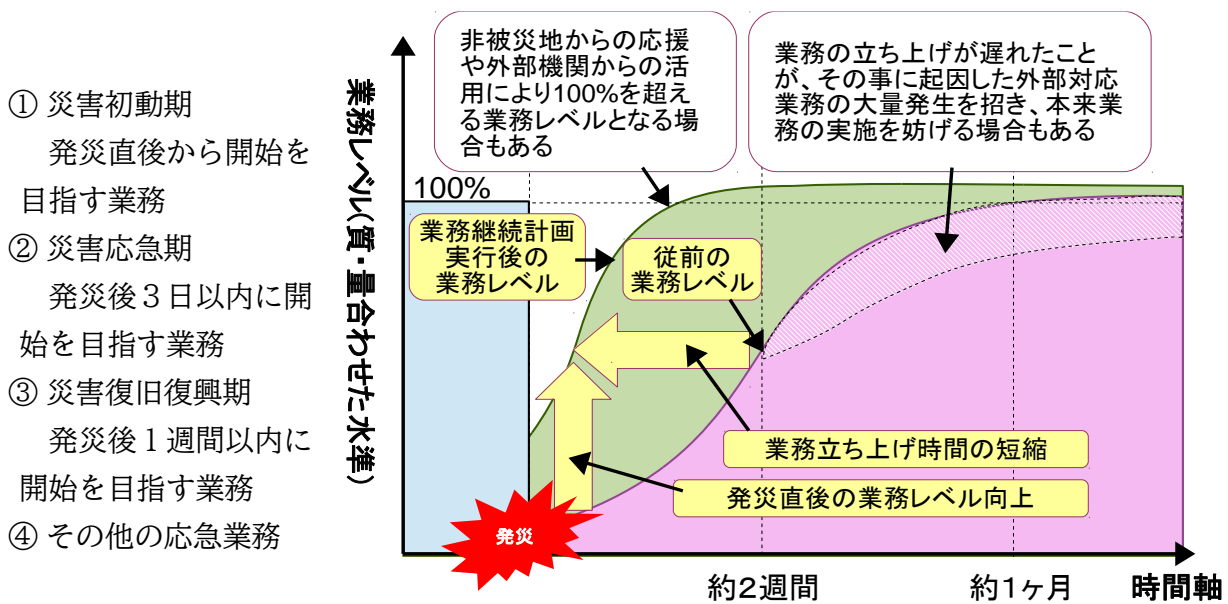 ① 災害初動期
発災直後から開始を
目指す業務
② 災害応急期
発災後３日以内に開
始を目指す業務
③ 災害復旧復興期
発災後１週間以内に
開始を目指す業務
④ その他の応急業務
業務レベル(質・量合わせた水準)
非被災地からの応援
や外部機関からの活
用により100%を超え
る業務レベルとなる場
合もある
業務の立ち上げが遅れたこと
が、その事に起因した外部対応
業務の大量発生を招き、本来業
務の実施を妨げる場合もある
100%
業務継続計画
実行後の
業務レベル
従前の
業務レベル
業務立ち上げ時間の短縮
発災直後の業務レベル向上
発災
約2週間
約1ヶ月
時間軸